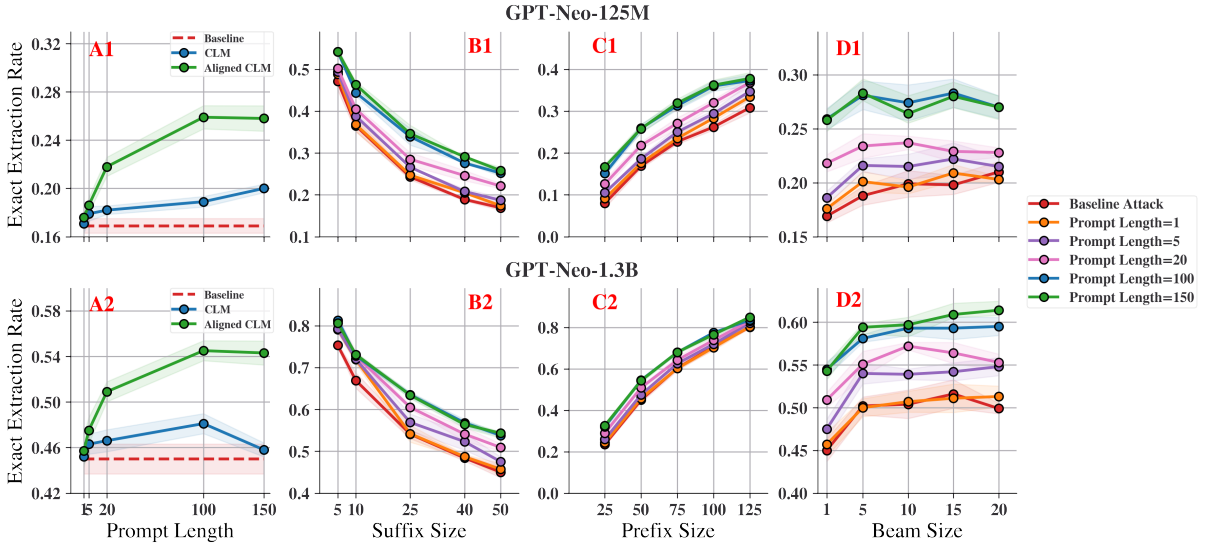 GPT-Neo-125M
Exact Extraction Rate
0.32
0.28
0.24
0.20
0.16
A1
Baseline
CLM
Aligned CLM
0.5
0.4
0.3
0.2
0.1
B1
0.4
0.3
0.2
0.1
0.0
C1
0.30
0.25
0.20
0.15
D1
Baseline Attack
Prompt Length=1
Prompt Length=5
Prompt Length=20
Prompt Length=100
Prompt Length=150
GPT-Neo-1.3B
Exact Extraction Rate
0.58
0.54
0.50
0.46
0.42
A2
Baseline
CLM
Aligned CLM
1 5 20 100 150
Prompt Length
0.8
0.7
0.6
0.5
0.4
B2
5 10 25 40 50
Suffix Size
0.8
0.6
0.4
0.2
0.0
C2
25 50 75 100 125
Prefix Size
0.60
0.55
0.50
0.45
0.40
D2
1 5 10 15 20
Beam Size